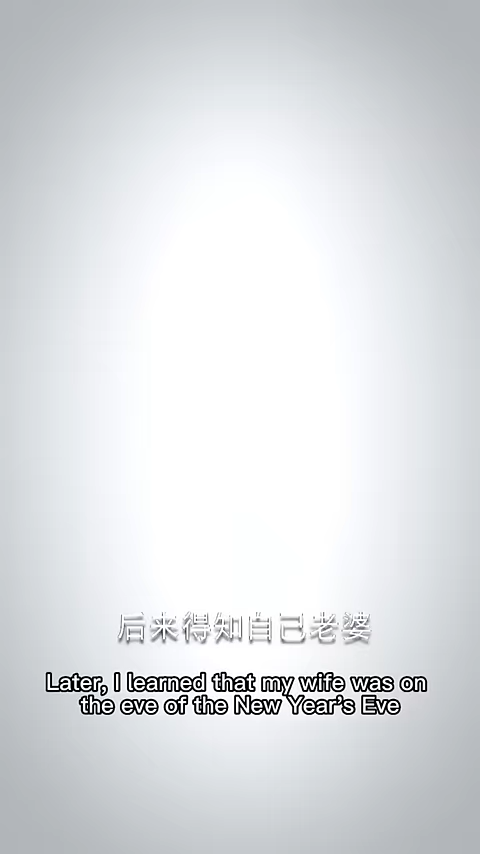 后来得知自己老婆
Later, I learned that my wife was on
the eve of the New Year's Eve